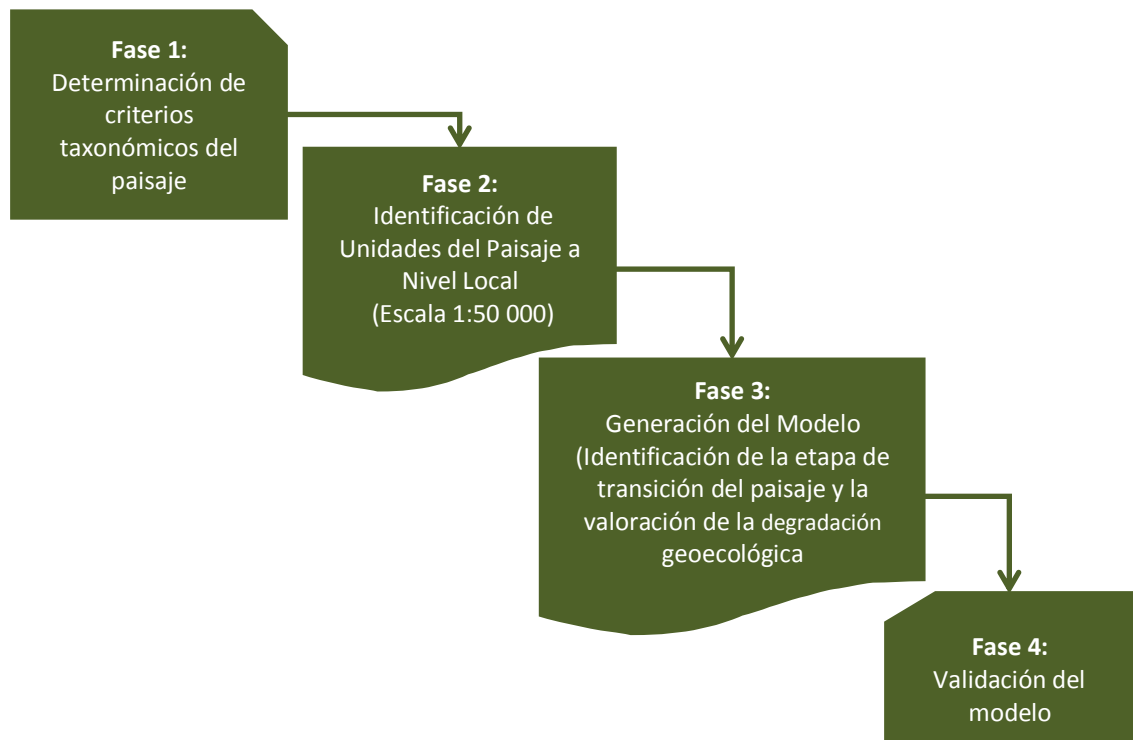 Fase 1:
Determinación de
criterios
taxonómicos del
paisaje
Fase 2:
Identificación de
Unidades del Paisaje a
Nivel Local
(Escala 1:50 000)
Fase 3:
Generación del Modelo
(Identificación de la etapa de
transición del paisaje y la
valoración de la degradación
geoecológica
Fase 4:
Validación del
modelo